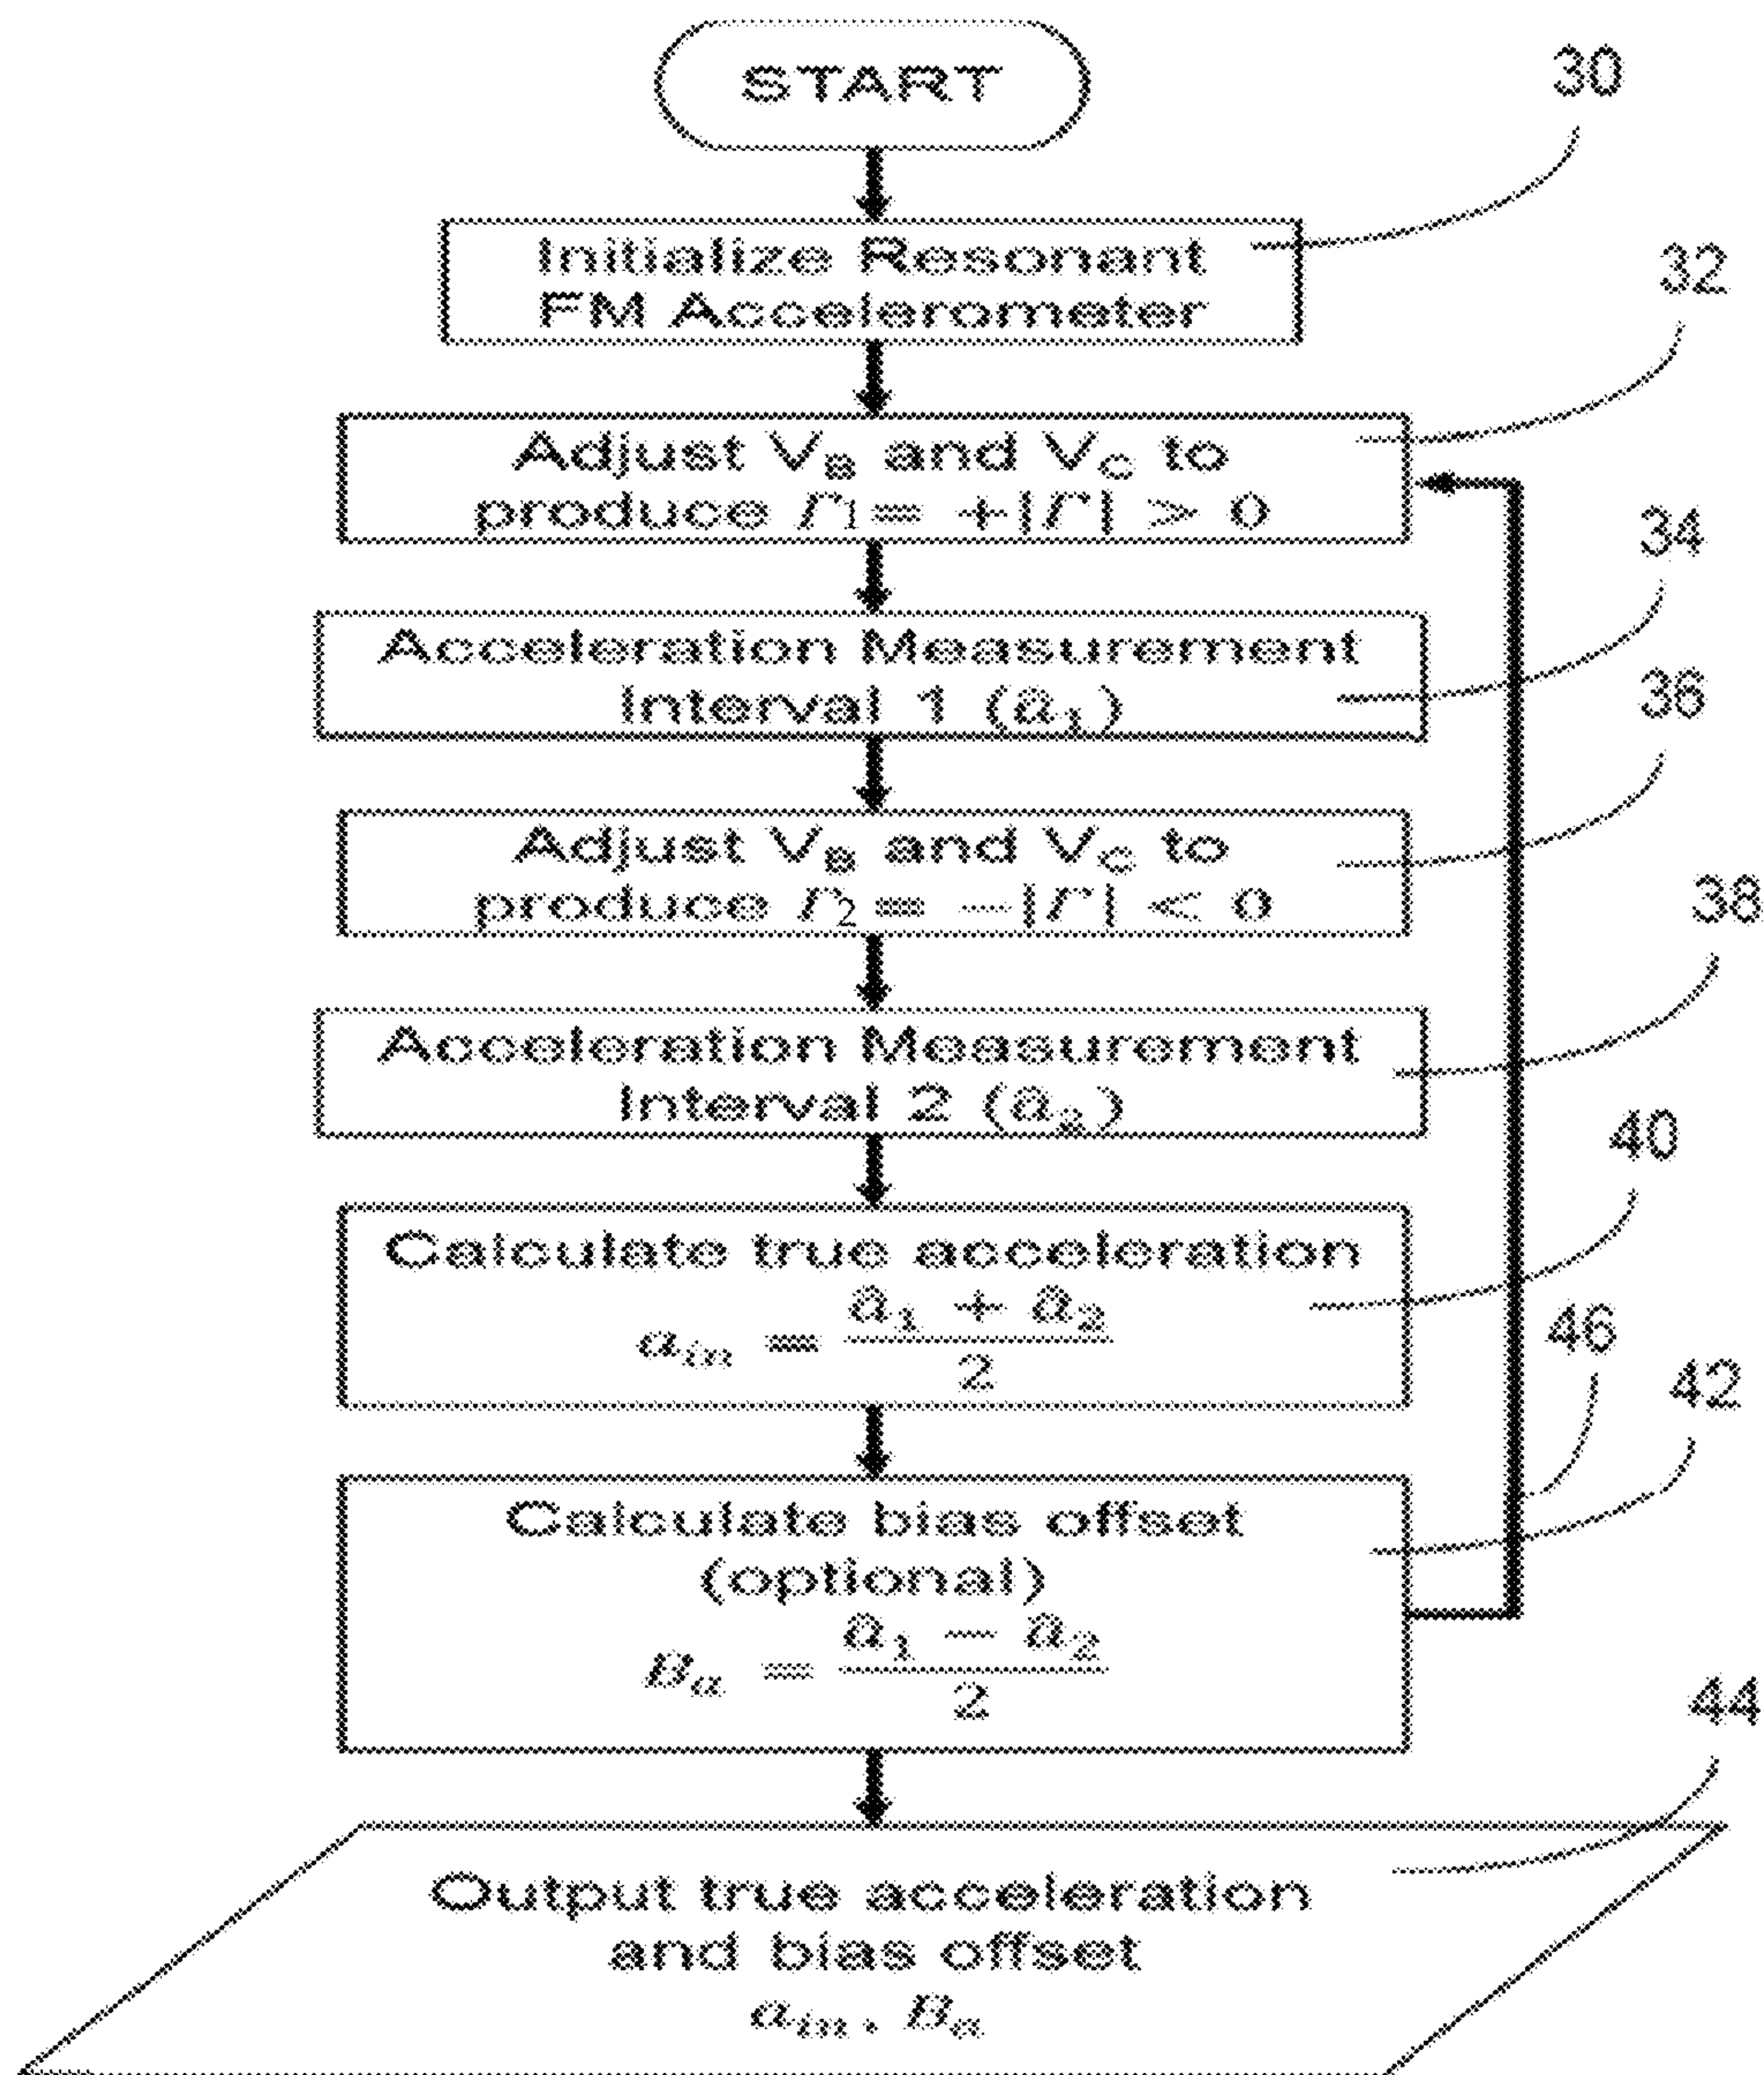 START
30
Initialize Resonant
FM Accelerometer
32
Adjust V_B and V_C to
produce Γ₁ = +|Γ| > 0
34
Acceleration Measurement
Interval 1 (â₁)
36
Adjust V_B and V_C to
produce Γ₂ = −|Γ| < 0
38
Acceleration Measurement
Interval 2 (â₂)
40
Calculate true acceleration
a_in = (â₁ + â₂)/2
46
42
Calculate bias offset
(optional)
B_a = (â₁ − â₂)/2
44
Output true acceleration
and bias offset
a_in, B_a